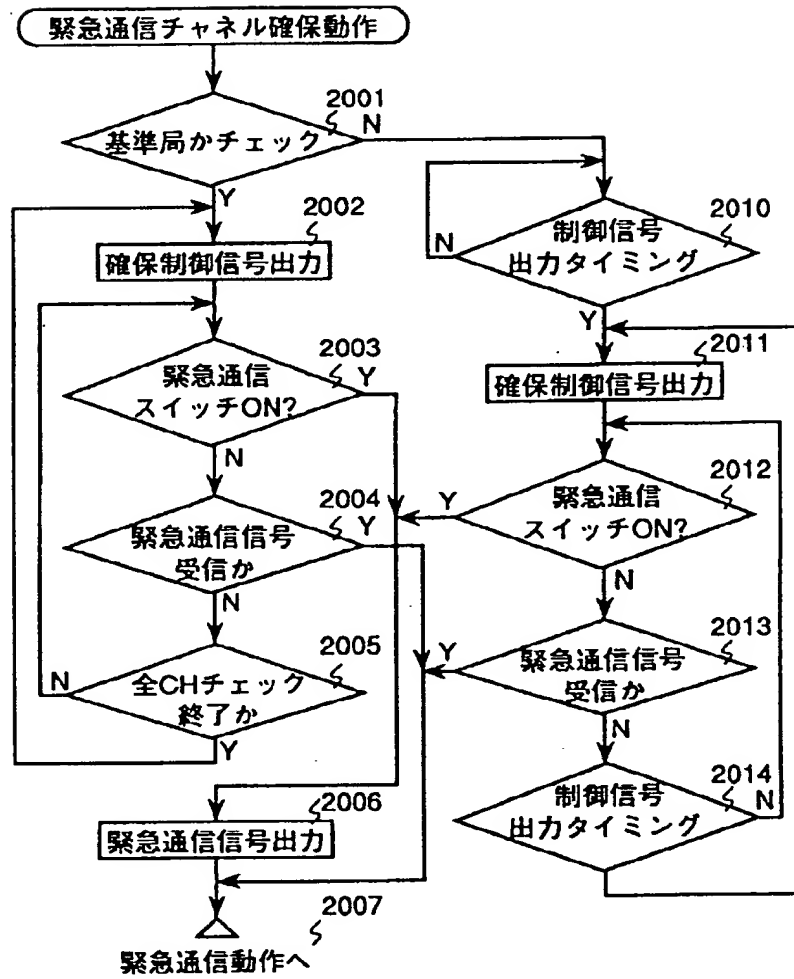 緊急通信チャネル確保動作
2001
基準局かチェック
N
Y
2002
確保制御信号出力
2003
緊急通信
スイッチON?
Y
N
2004
緊急通信信号
受信か
Y
N
2005
全CHチェック
終了か
N
Y
2006
緊急通信信号出力
2007
緊急通信動作へ
2010
制御信号
出力タイミング
N
Y
2011
確保制御信号出力
2012
緊急通信
スイッチON?
Y
N
2013
緊急通信信号
受信か
Y
N
2014
制御信号
出力タイミング
N